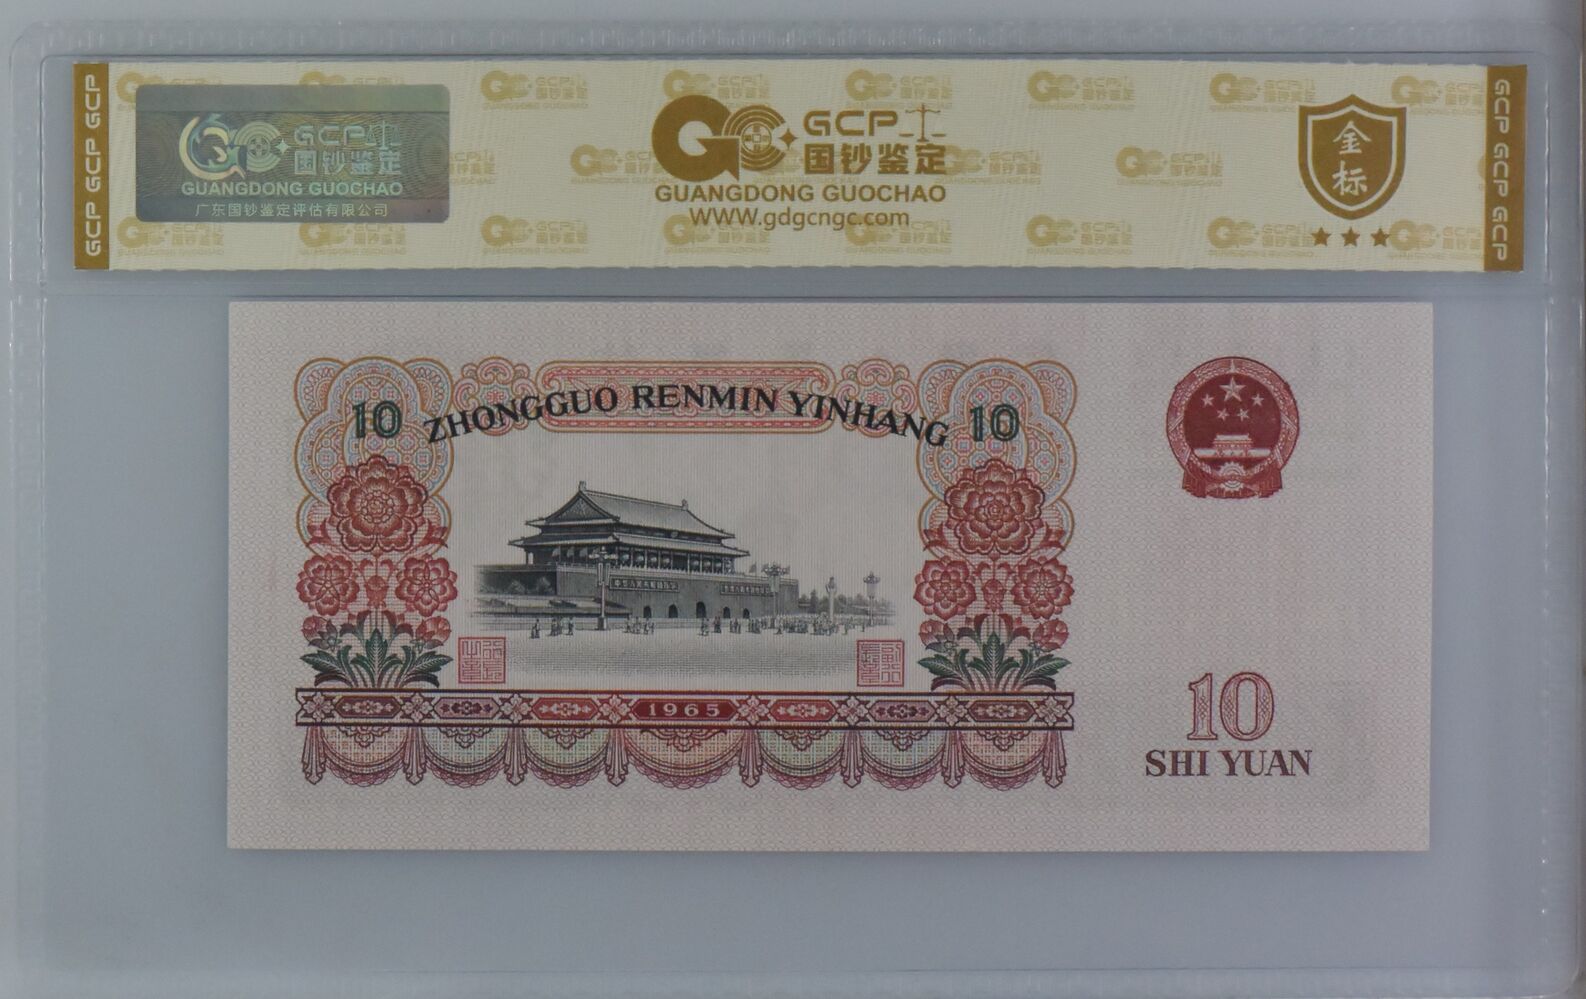 GCP GCP GCP
GCP
国钞鉴定
GUANGDONG GUOCHAO
广东国钞鉴定评估有限公司
GCP
国钞鉴定
GUANGDONG GUOCHAO
WWW.gdgcngc.com
金标
GCP GCP GCP
ZHONGGUO RENMIN YINHANG
10
10
1965
10
SHI YUAN